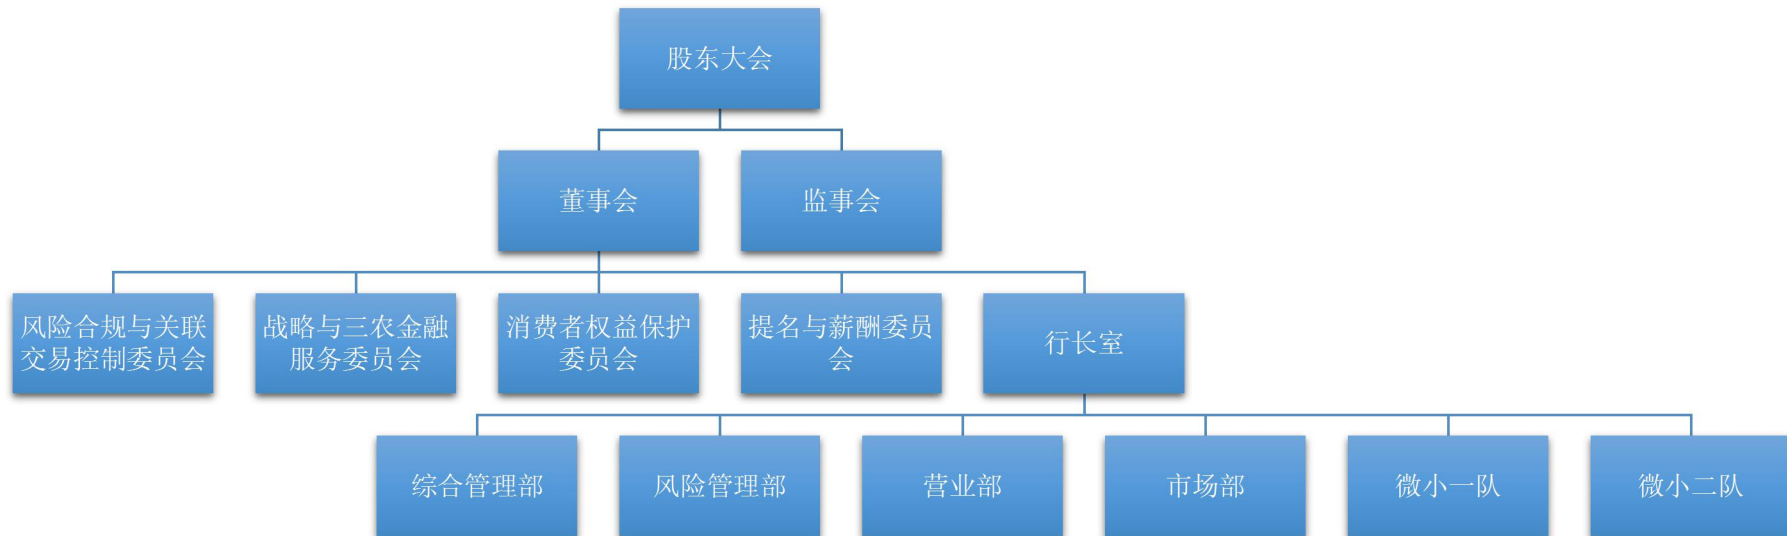 股东大会
董事会
监事会
风险合规与关联
交易控制委员会
战略与三农金融
服务委员会
消费者权益保护
委员会
提名与薪酬委员
会
行长室
综合管理部
风险管理部
营业部
市场部
微小一队
微小二队